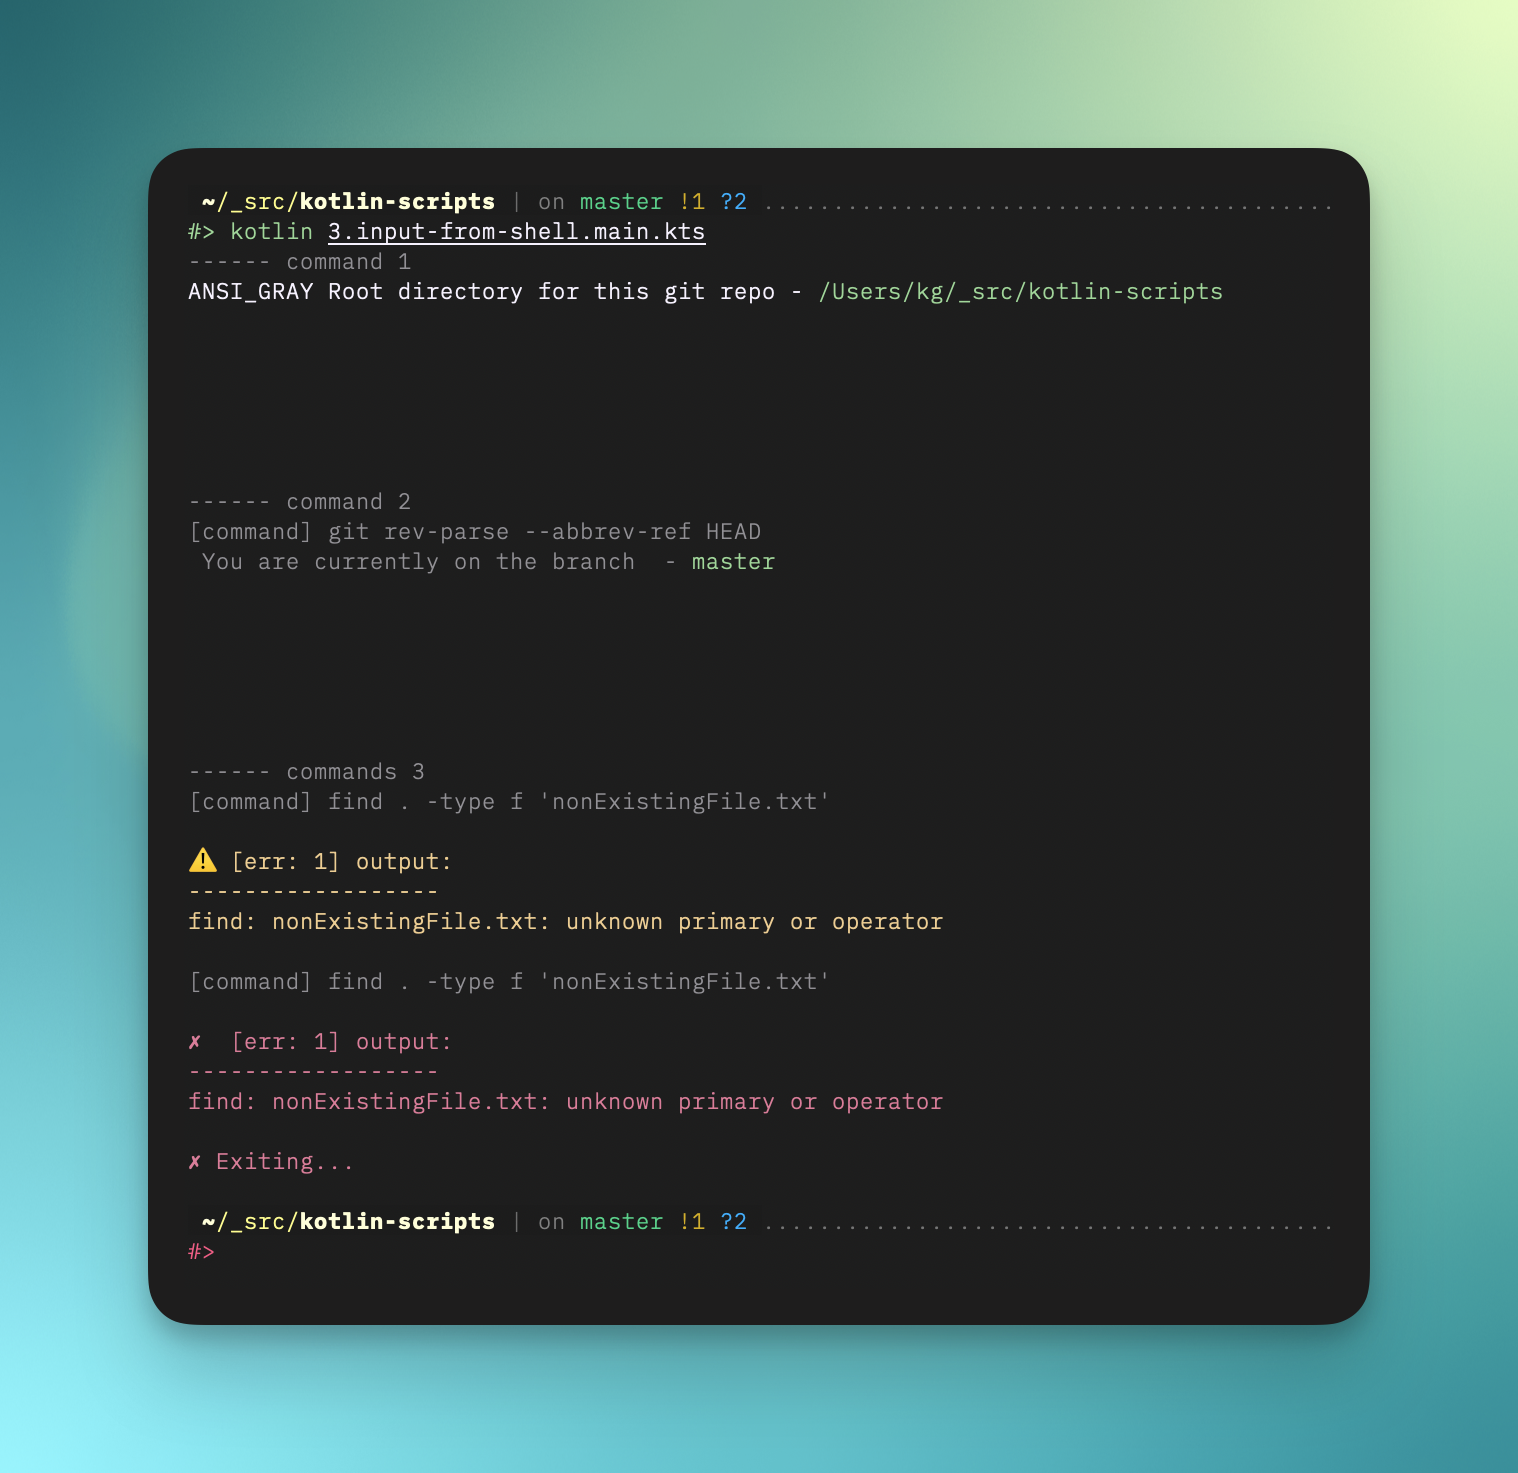 ~/_src/kotlin-scripts | on master !1 ?2 .........................................
#> kotlin 3.input-from-shell.main.kts
------ command 1
ANSI_GRAY Root directory for this git repo - /Users/kg/_src/kotlin-scripts
------ command 2
[command] git rev-parse --abbrev-ref HEAD
You are currently on the branch  - master
------ commands 3
[command] find . -type f 'nonExistingFile.txt'
⚠️ [err: 1] output:
------------------
find: nonExistingFile.txt: unknown primary or operator
[command] find . -type f 'nonExistingFile.txt'
✗  [err: 1] output:
------------------
find: nonExistingFile.txt: unknown primary or operator
✗ Exiting...
~/_src/kotlin-scripts | on master !1 ?2 .........................................
#>